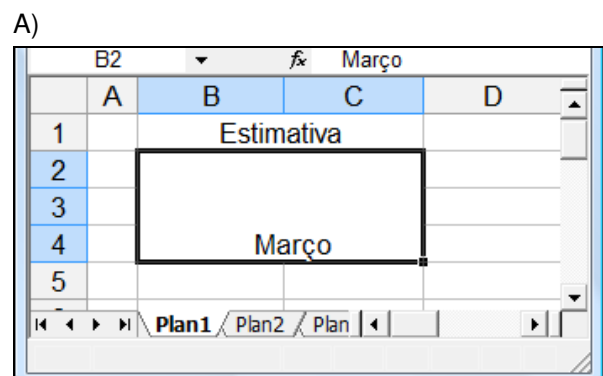 A)
B2 fx Março
A B C D
1 Estimativa
2
3
4 Março
5
Plan1 Plan2 Plan